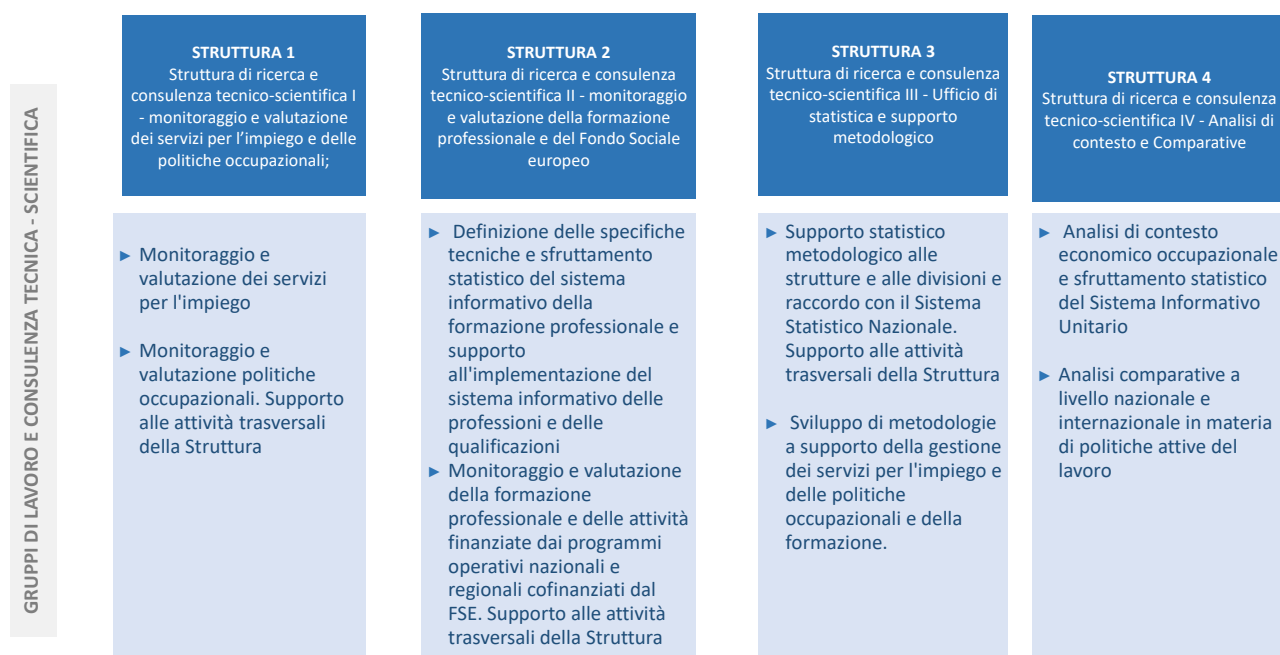 GRUPPI DI LAVORO E CONSULENZA TECNICA - SCIENTIFICA
STRUTTURA 1
Struttura di ricerca e
consulenza tecnico-scientifica I
- monitoraggio e valutazione
dei servizi per l’impiego e delle
politiche occupazionali;
► Monitoraggio e
valutazione dei servizi
per l'impiego
► Monitoraggio e
valutazione politiche
occupazionali. Supporto
alle attività trasversali
della Struttura
STRUTTURA 2
Struttura di ricerca e consulenza
tecnico-scientifica II - monitoraggio
e valutazione della formazione
professionale e del Fondo Sociale
europeo
► Definizione delle specifiche
tecniche e sfruttamento
statistico del sistema
informativo della
formazione professionale e
supporto
all'implementazione del
sistema informativo delle
professioni e delle
qualificazioni
► Monitoraggio e valutazione
della formazione
professionale e delle attività
finanziate dai programmi
operativi nazionali e
regionali cofinanziati dal
FSE. Supporto alle attività
trasversali della Struttura
STRUTTURA 3
Struttura di ricerca e consulenza
tecnico-scientifica III - Ufficio di
statistica e supporto
metodologico
► Supporto statistico
metodologico alle
strutture e alle divisioni e
raccordo con il Sistema
Statistico Nazionale.
Supporto alle attività
trasversali della Struttura
► Sviluppo di metodologie
a supporto della gestione
dei servizi per l'impiego e
delle politiche
occupazionali e della
formazione.
STRUTTURA 4
Struttura di ricerca e consulenza
tecnico-scientifica IV - Analisi di
contesto e Comparative
► Analisi di contesto
economico occupazionale
e sfruttamento statistico
del Sistema Informativo
Unitario
► Analisi comparative a
livello nazionale e
internazionale in materia
di politiche attive del
lavoro